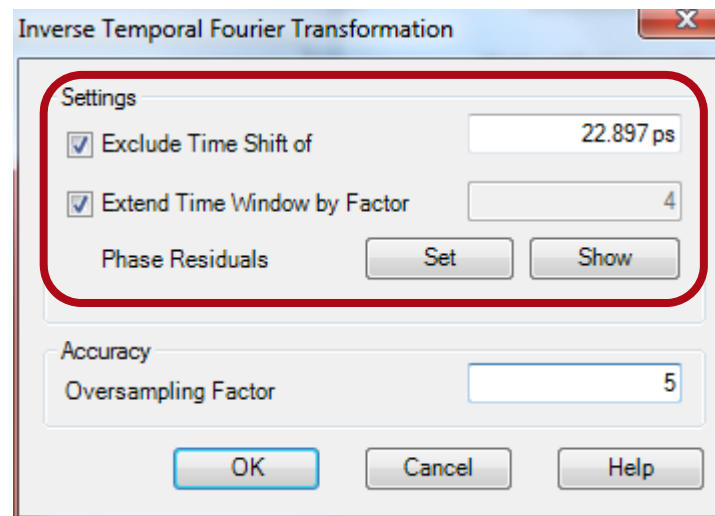 Inverse Temporal Fourier Transformation
Settings
Exclude Time Shift of 22.897 ps
Extend Time Window by Factor 4
Phase Residuals Set Show
Accuracy
Oversampling Factor 5
OK Cancel Help